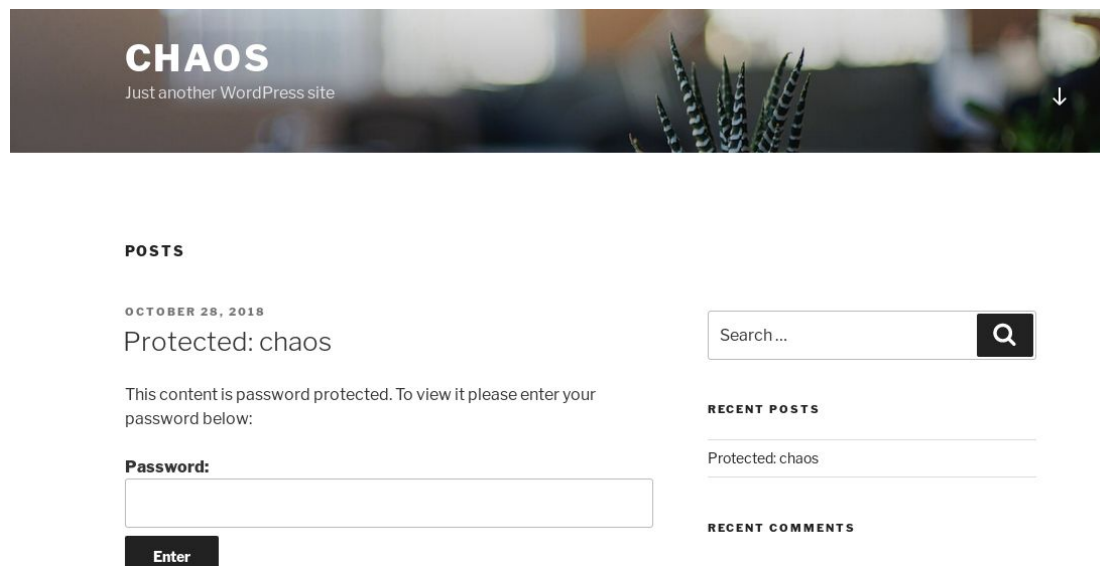 CHAOS
Just another WordPress site
POSTS
OCTOBER 28, 2018
Protected: chaos
This content is password protected. To view it please enter your
password below:
Password:
Enter
Search …
RECENT POSTS
Protected: chaos
RECENT COMMENTS